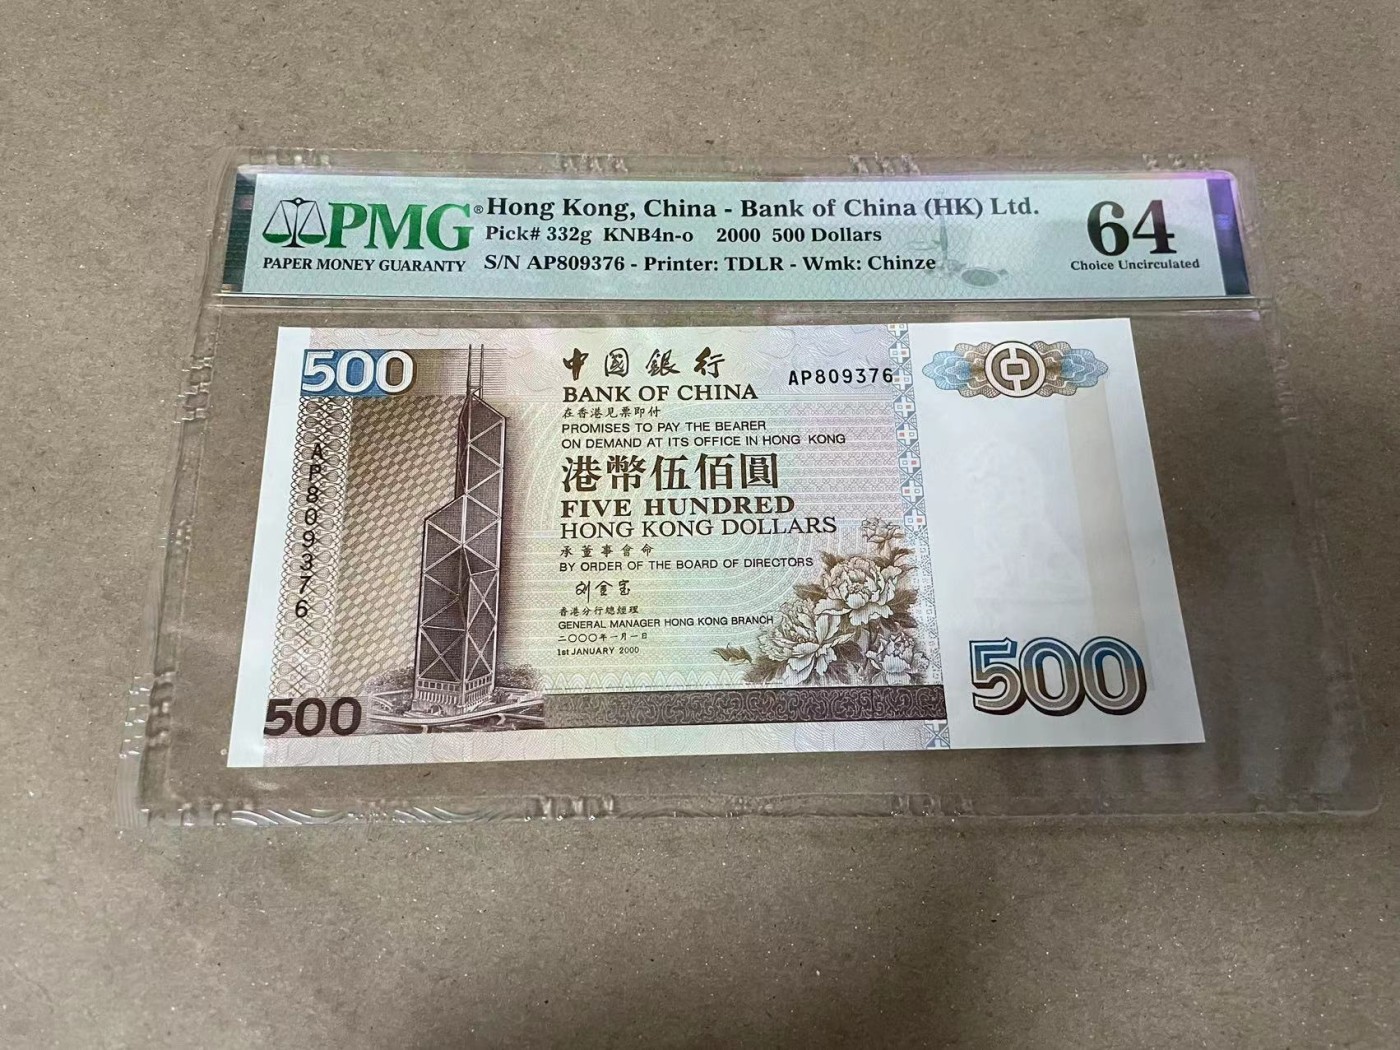 PMG®
PAPER MONEY GUARANTY
Hong Kong, China - Bank of China (HK) Ltd.
Pick# 332g KNB4n-o 2000 500 Dollars
S/N AP809376 - Printer: TDLR - Wmk: Chinze
64
Choice Uncirculated
500
中國銀行
BANK OF CHINA
AP809376
在香港見票即付
PROMISES TO PAY THE BEARER
ON DEMAND AT ITS OFFICE IN HONG KONG
港幣伍佰圓
FIVE HUNDRED
HONG KONG DOLLARS
承董事會命
BY ORDER OF THE BOARD OF DIRECTORS
刘金宝
香港分行總經理
GENERAL MANAGER HONG KONG BRANCH
二〇〇〇年一月一日
1st JANUARY 2000
AP809376
500
500